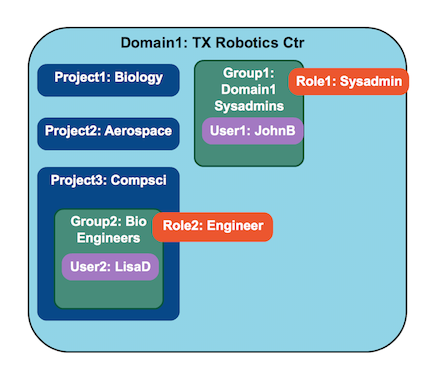 Domain1: TX Robotics Ctr
Project1: Biology
Group1:
Domain1
Sysadmins
Role1: Sysadmin
User1: JohnB
Project2: Aerospace
Project3: Compsci
Group2: Bio
Engineers
Role2: Engineer
User2: LisaD